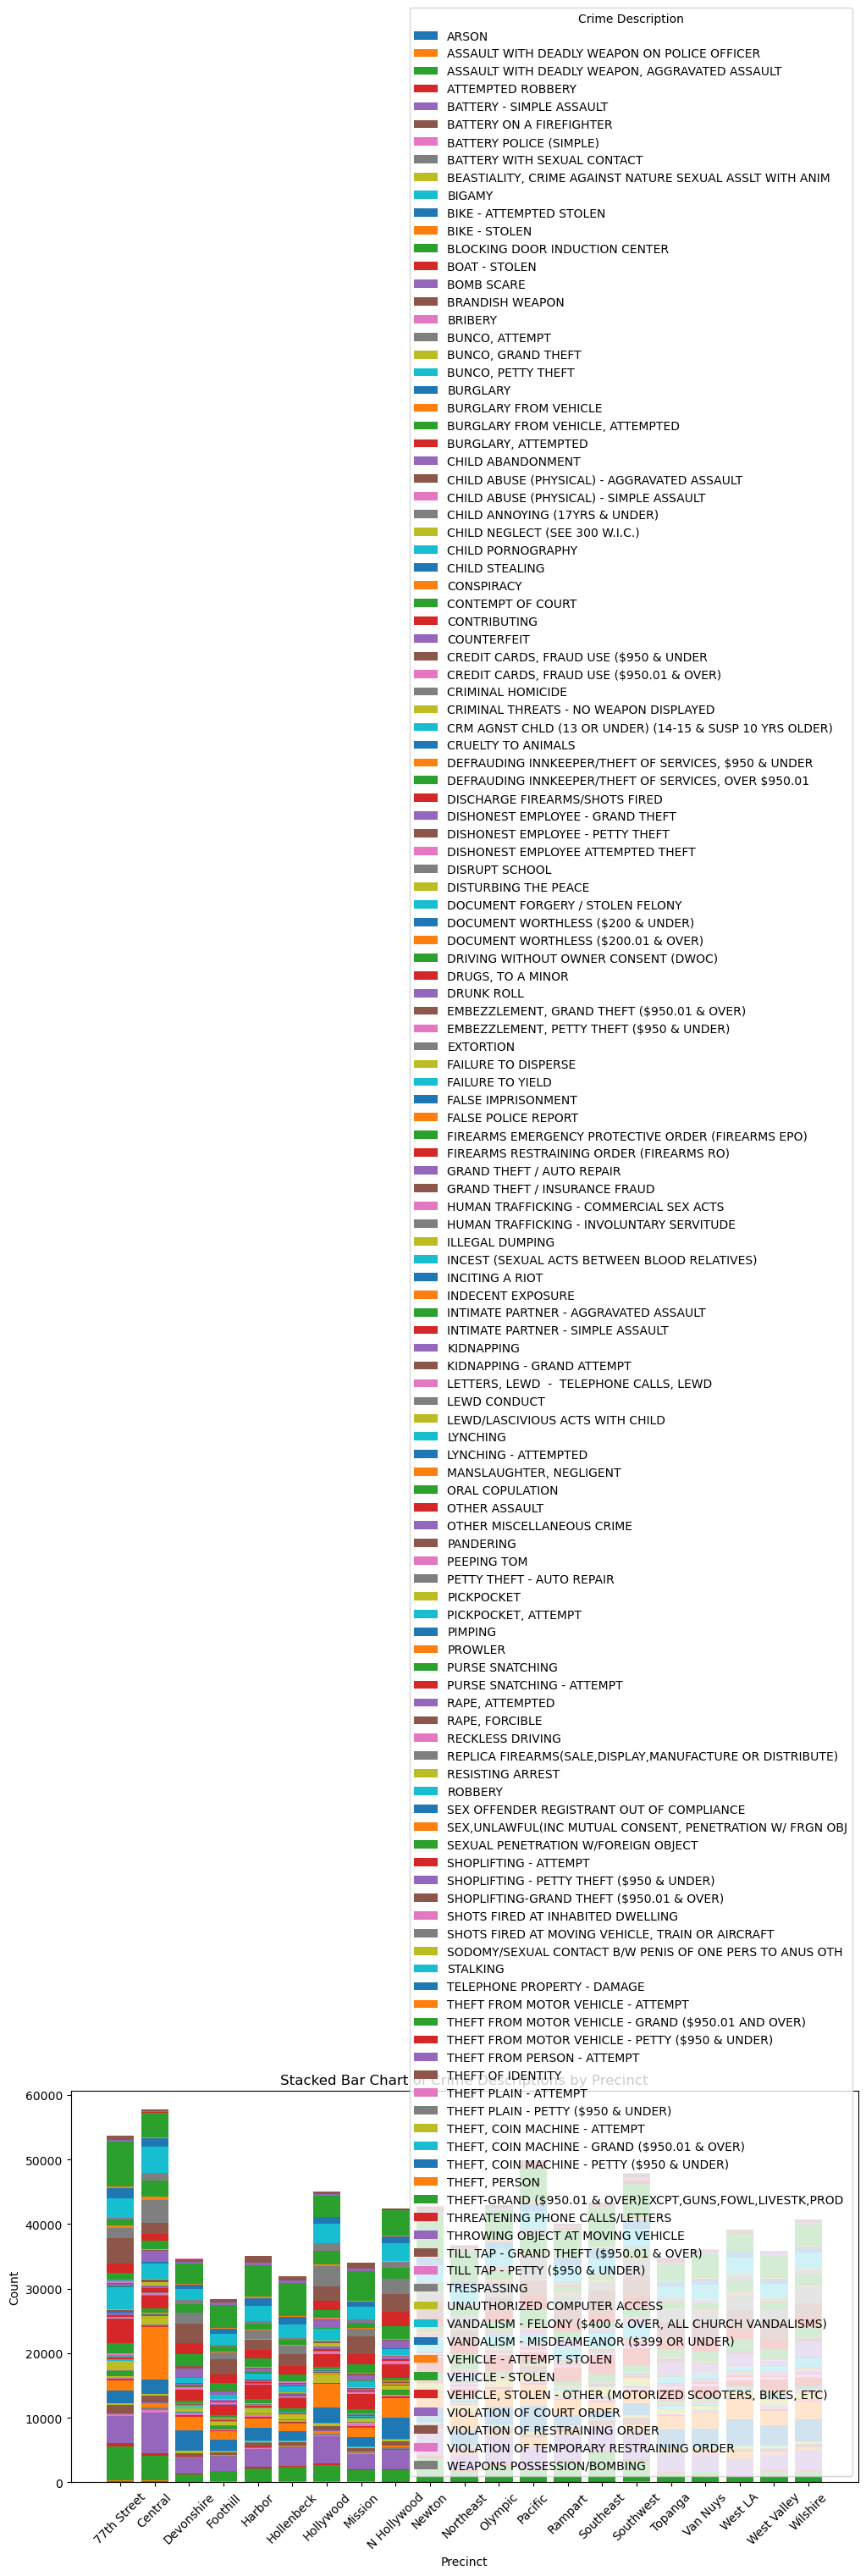 Crime Description
ARSON
ASSAULT WITH DEADLY WEAPON ON POLICE OFFICER
ASSAULT WITH DEADLY WEAPON, AGGRAVATED ASSAULT
ATTEMPTED ROBBERY
BATTERY - SIMPLE ASSAULT
BATTERY ON A FIREFIGHTER
BATTERY POLICE (SIMPLE)
BATTERY WITH SEXUAL CONTACT
BEASTIALITY, CRIME AGAINST NATURE SEXUAL ASSLT WITH ANIM
BIGAMY
BIKE - ATTEMPTED STOLEN
BIKE - STOLEN
BLOCKING DOOR INDUCTION CENTER
BOAT - STOLEN
BOMB SCARE
BRANDISH WEAPON
BRIBERY
BUNCO, ATTEMPT
BUNCO, GRAND THEFT
BUNCO, PETTY THEFT
BURGLARY
BURGLARY FROM VEHICLE
BURGLARY FROM VEHICLE, ATTEMPTED
BURGLARY, ATTEMPTED
CHILD ABANDONMENT
CHILD ABUSE (PHYSICAL) - AGGRAVATED ASSAULT
CHILD ABUSE (PHYSICAL) - SIMPLE ASSAULT
CHILD ANNOYING (17YRS & UNDER)
CHILD NEGLECT (SEE 300 W.I.C.)
CHILD PORNOGRAPHY
CHILD STEALING
CONSPIRACY
CONTEMPT OF COURT
CONTRIBUTING
COUNTERFEIT
CREDIT CARDS, FRAUD USE ($950 & UNDER
CREDIT CARDS, FRAUD USE ($950.01 & OVER)
CRIMINAL HOMICIDE
CRIMINAL THREATS - NO WEAPON DISPLAYED
CRM AGNST CHLD (13 OR UNDER) (14-15 & SUSP 10 YRS OLDER)
CRUELTY TO ANIMALS
DEFRAUDING INNKEEPER/THEFT OF SERVICES, $950 & UNDER
DEFRAUDING INNKEEPER/THEFT OF SERVICES, OVER $950.01
DISCHARGE FIREARMS/SHOTS FIRED
DISHONEST EMPLOYEE - GRAND THEFT
DISHONEST EMPLOYEE - PETTY THEFT
DISHONEST EMPLOYEE ATTEMPTED THEFT
DISRUPT SCHOOL
DISTURBING THE PEACE
DOCUMENT FORGERY / STOLEN FELONY
DOCUMENT WORTHLESS ($200 & UNDER)
DOCUMENT WORTHLESS ($200.01 & OVER)
DRIVING WITHOUT OWNER CONSENT (DWOC)
DRUGS, TO A MINOR
DRUNK ROLL
EMBEZZLEMENT, GRAND THEFT ($950.01 & OVER)
EMBEZZLEMENT, PETTY THEFT ($950 & UNDER)
EXTORTION
FAILURE TO DISPERSE
FAILURE TO YIELD
FALSE IMPRISONMENT
FALSE POLICE REPORT
FIREARMS EMERGENCY PROTECTIVE ORDER (FIREARMS EPO)
FIREARMS RESTRAINING ORDER (FIREARMS RO)
GRAND THEFT / AUTO REPAIR
GRAND THEFT / INSURANCE FRAUD
HUMAN TRAFFICKING - COMMERCIAL SEX ACTS
HUMAN TRAFFICKING - INVOLUNTARY SERVITUDE
ILLEGAL DUMPING
INCEST (SEXUAL ACTS BETWEEN BLOOD RELATIVES)
INCITING A RIOT
INDECENT EXPOSURE
INTIMATE PARTNER - AGGRAVATED ASSAULT
INTIMATE PARTNER - SIMPLE ASSAULT
KIDNAPPING
KIDNAPPING - GRAND ATTEMPT
LETTERS, LEWD  -  TELEPHONE CALLS, LEWD
LEWD CONDUCT
LEWD/LASCIVIOUS ACTS WITH CHILD
LYNCHING
LYNCHING - ATTEMPTED
MANSLAUGHTER, NEGLIGENT
ORAL COPULATION
OTHER ASSAULT
OTHER MISCELLANEOUS CRIME
PANDERING
PEEPING TOM
PETTY THEFT - AUTO REPAIR
PICKPOCKET
PICKPOCKET, ATTEMPT
PIMPING
PROWLER
PURSE SNATCHING
PURSE SNATCHING - ATTEMPT
RAPE, ATTEMPTED
RAPE, FORCIBLE
RECKLESS DRIVING
REPLICA FIREARMS(SALE,DISPLAY,MANUFACTURE OR DISTRIBUTE)
RESISTING ARREST
ROBBERY
SEX OFFENDER REGISTRANT OUT OF COMPLIANCE
SEX,UNLAWFUL(INC MUTUAL CONSENT, PENETRATION W/ FRGN OBJ
SEXUAL PENETRATION W/FOREIGN OBJECT
SHOPLIFTING - ATTEMPT
SHOPLIFTING - PETTY THEFT ($950 & UNDER)
SHOPLIFTING-GRAND THEFT ($950.01 & OVER)
SHOTS FIRED AT INHABITED DWELLING
SHOTS FIRED AT MOVING VEHICLE, TRAIN OR AIRCRAFT
SODOMY/SEXUAL CONTACT B/W PENIS OF ONE PERS TO ANUS OTH
STALKING
TELEPHONE PROPERTY - DAMAGE
THEFT FROM MOTOR VEHICLE - ATTEMPT
THEFT FROM MOTOR VEHICLE - GRAND ($950.01 AND OVER)
THEFT FROM MOTOR VEHICLE - PETTY ($950 & UNDER)
THEFT FROM PERSON - ATTEMPT
THEFT OF IDENTITY
THEFT PLAIN - ATTEMPT
THEFT PLAIN - PETTY ($950 & UNDER)
THEFT, COIN MACHINE - ATTEMPT
THEFT, COIN MACHINE - GRAND ($950.01 & OVER)
THEFT, COIN MACHINE - PETTY ($950 & UNDER)
THEFT, PERSON
THEFT-GRAND ($950.01 & OVER)EXCPT,GUNS,FOWL,LIVESTK,PROD
THREATENING PHONE CALLS/LETTERS
THROWING OBJECT AT MOVING VEHICLE
TILL TAP - GRAND THEFT ($950.01 & OVER)
TILL TAP - PETTY ($950 & UNDER)
TRESPASSING
UNAUTHORIZED COMPUTER ACCESS
VANDALISM - FELONY ($400 & OVER, ALL CHURCH VANDALISMS)
VANDALISM - MISDEAMEANOR ($399 OR UNDER)
VEHICLE - ATTEMPT STOLEN
VEHICLE - STOLEN
VEHICLE, STOLEN - OTHER (MOTORIZED SCOOTERS, BIKES, ETC)
VIOLATION OF COURT ORDER
VIOLATION OF RESTRAINING ORDER
VIOLATION OF TEMPORARY RESTRAINING ORDER
WEAPONS POSSESSION/BOMBING
Stacked Bar Chart of Crime Descriptions by Precinct
60000
50000
40000
30000
20000
10000
0
Count
77th Street
Central
Devonshire
Foothill
Harbor
Hollenbeck
Hollywood
Mission
N Hollywood
Newton
Northeast
Olympic
Pacific
Rampart
Southeast
Southwest
Topanga
Van Nuys
West LA
West Valley
Wilshire
Precinct